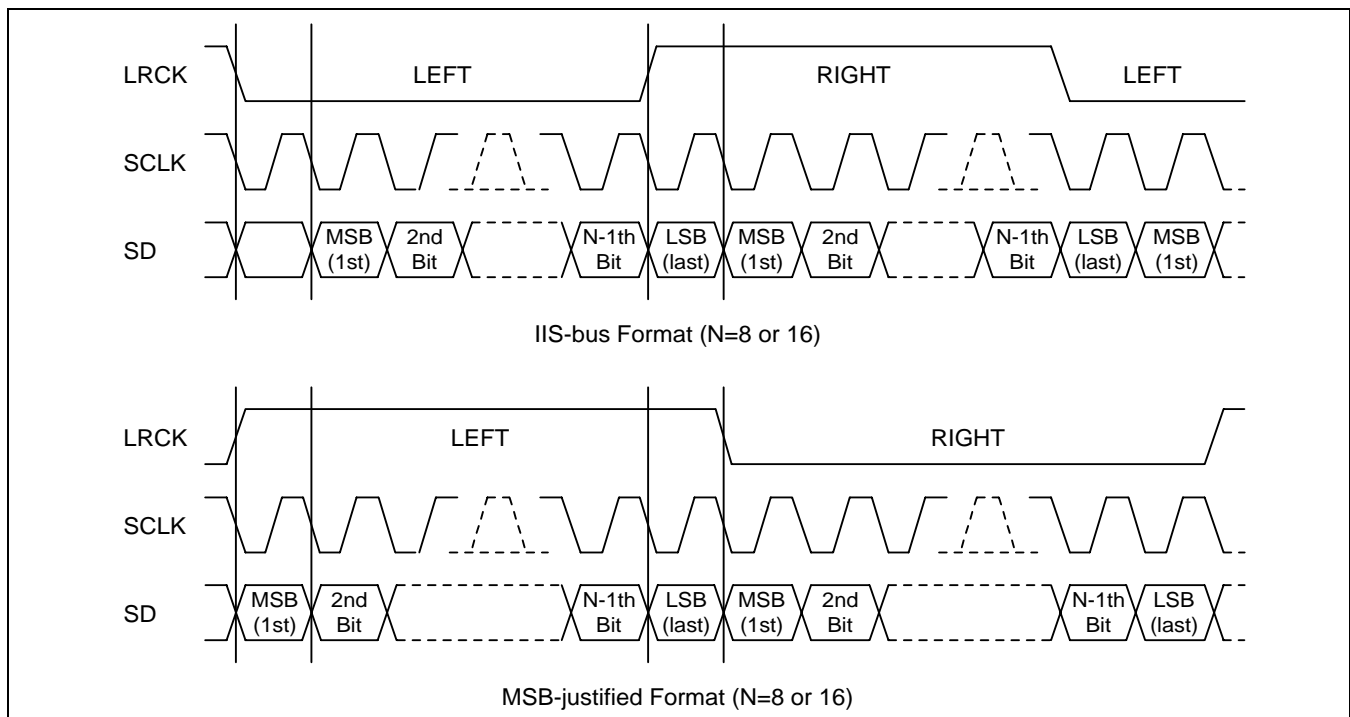 LRCK LEFT RIGHT LEFT
SCLK
SD MSB (1st) 2nd Bit N-1th Bit LSB (last) MSB (1st) 2nd Bit N-1th Bit LSB (last) MSB (1st)
IIS-bus Format (N=8 or 16)
LRCK LEFT RIGHT
SCLK
SD MSB (1st) 2nd Bit N-1th Bit LSB (last) MSB (1st) 2nd Bit N-1th Bit LSB (last)
MSB-justified Format (N=8 or 16)